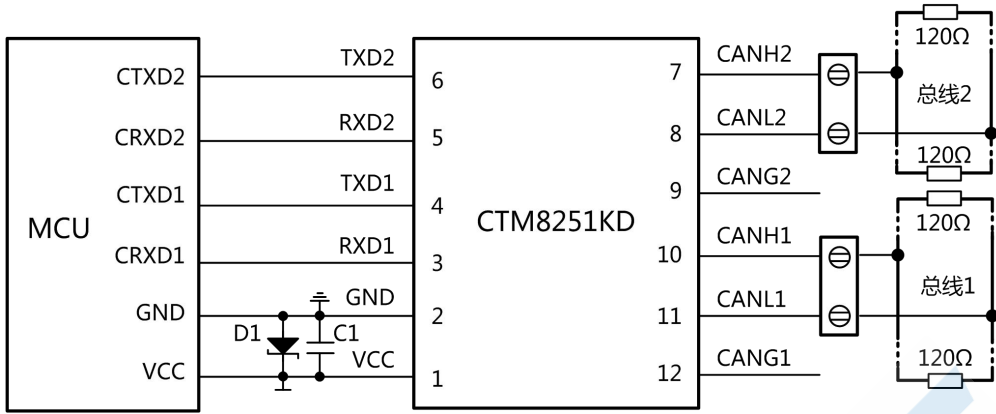 120Ω
TXD2
CANH2
CTXD2
6
7
总线2
RXD2
CANL2
CRXD2
5
8
120Ω
TXD1
CANG2
CTXD1
4
9
MCU
CTM8251KD
120Ω
RXD1
CANH1
CRXD1
3
10
总线1
GND
GND
CANL1
2
11
D1
C1
VCC
VCC
CANG1
1
12
120Ω